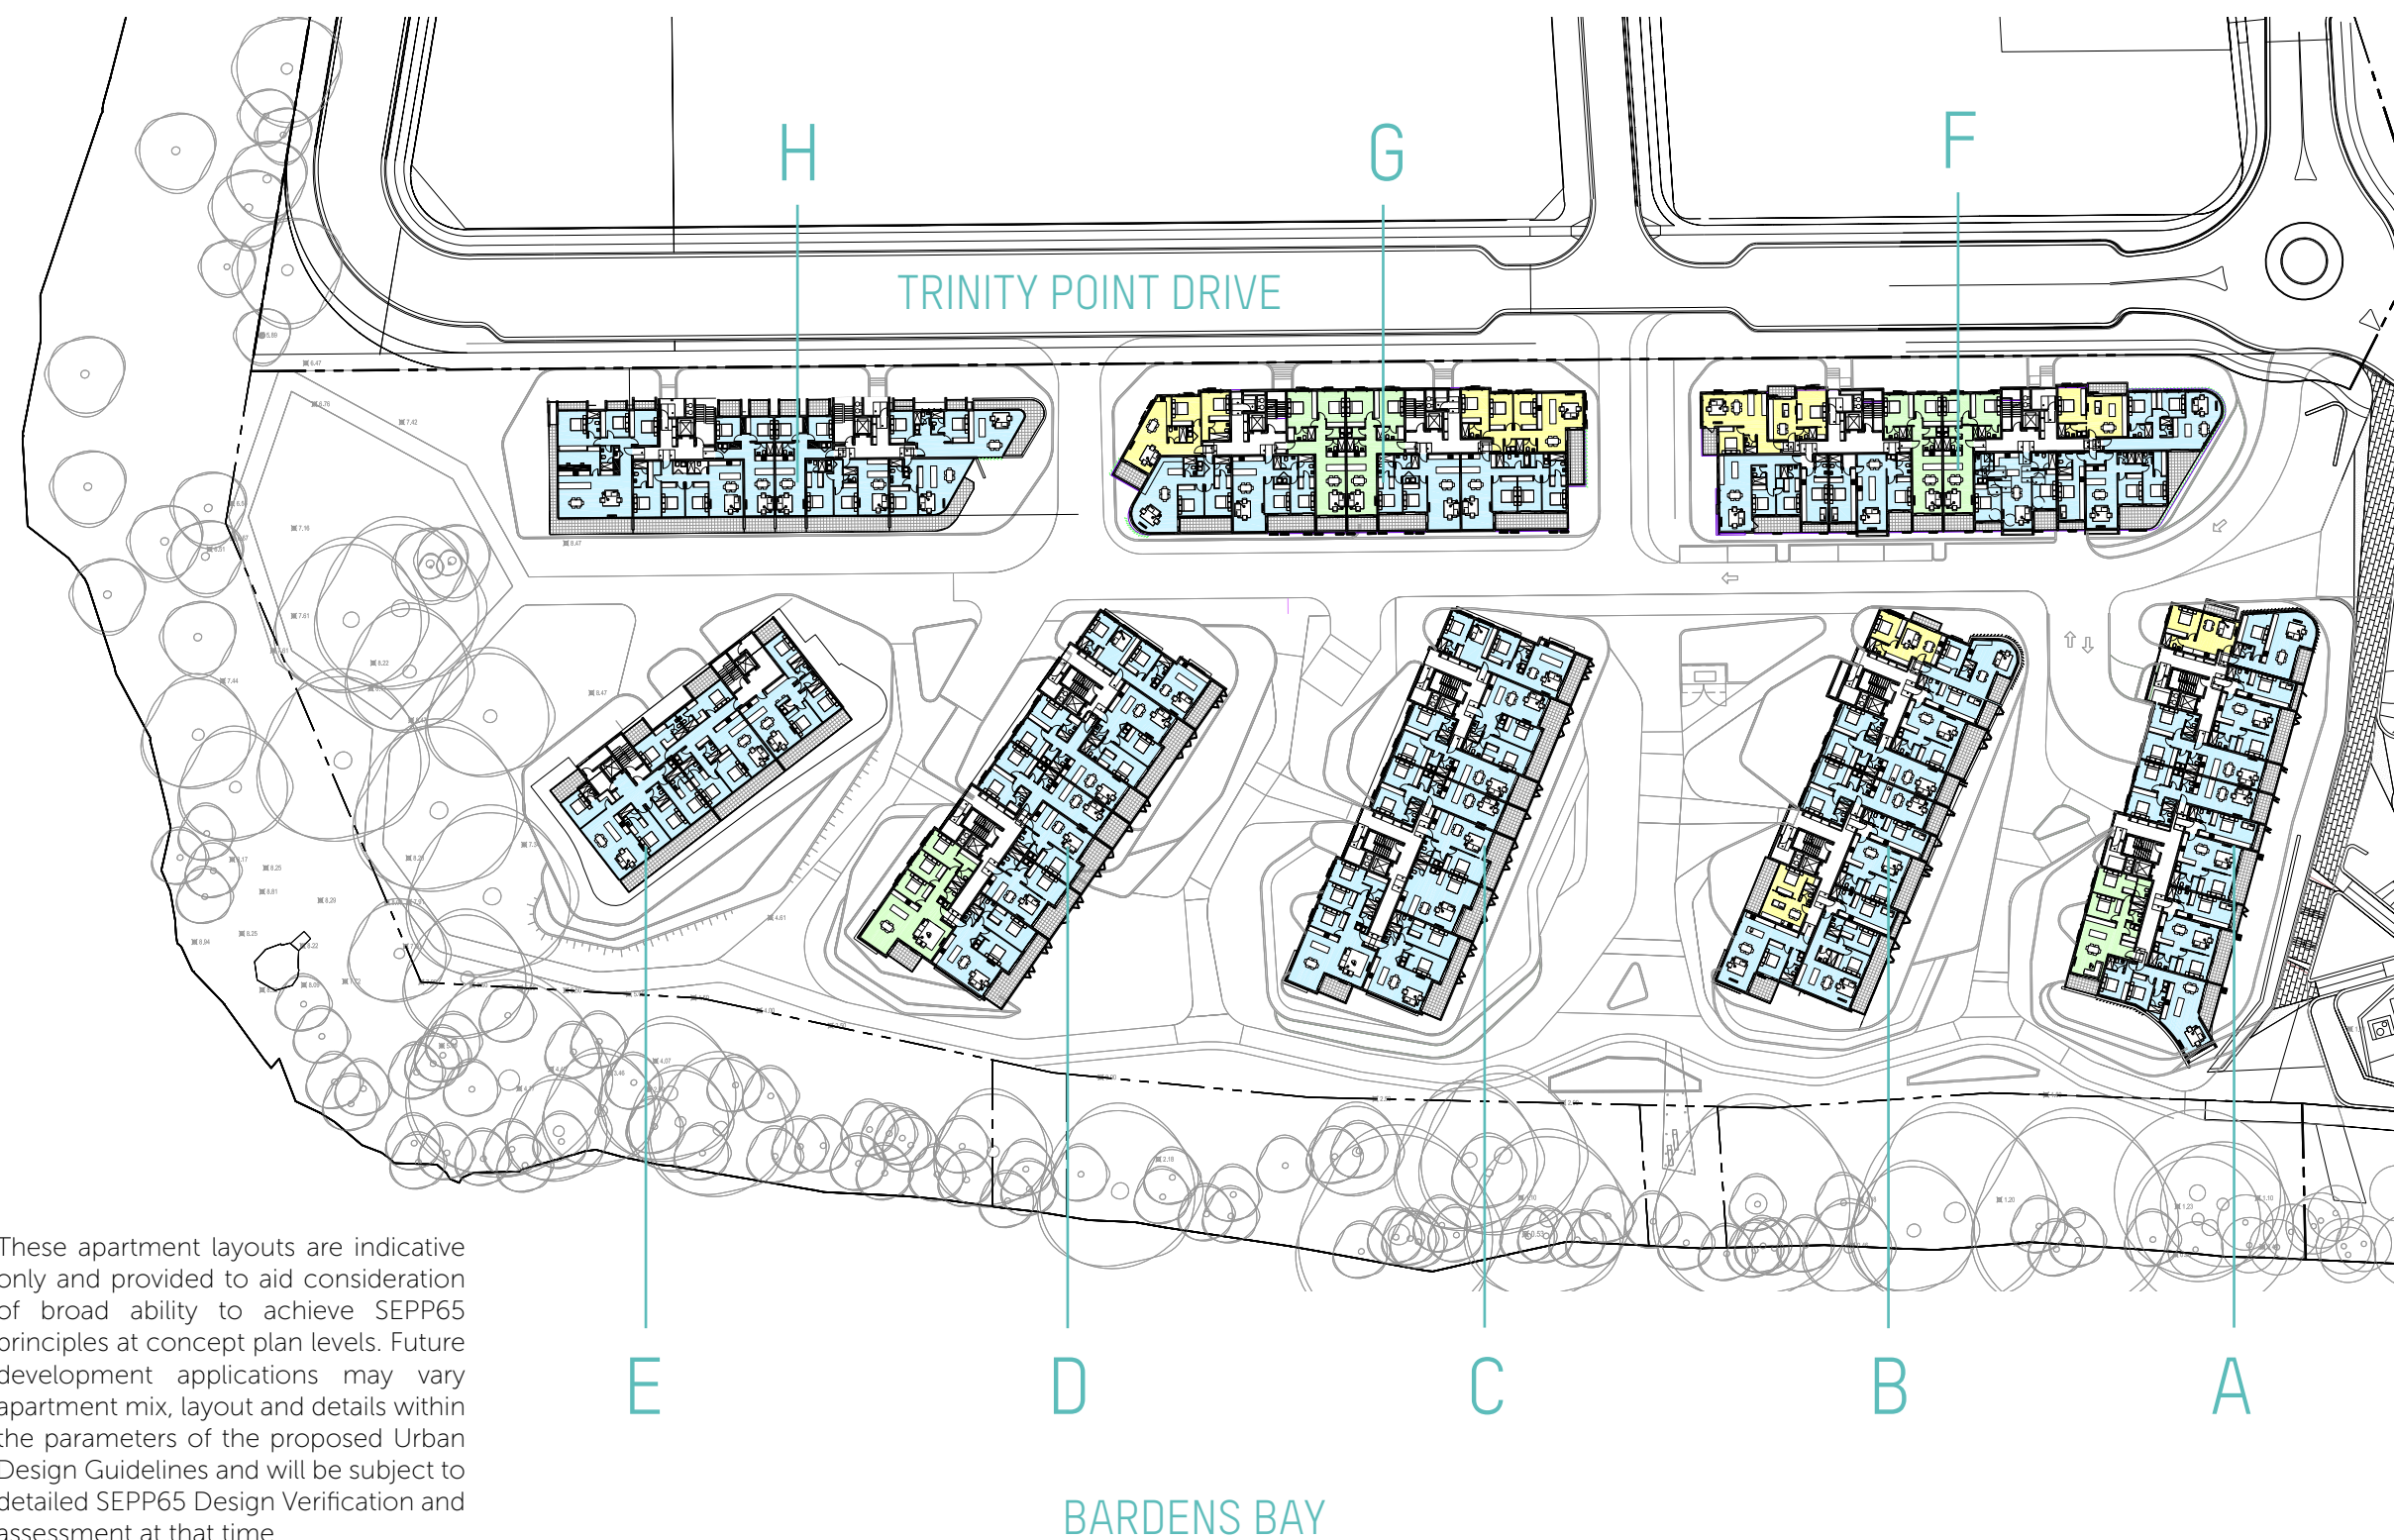 H
G
F
TRINITY POINT DRIVE
E
D
C
B
A
These apartment layouts are indicative
only and provided to aid consideration
of broad ability to achieve SEPP65
principles at concept plan levels. Future
development applications may vary
apartment mix, layout and details within
the parameters of the proposed Urban
Design Guidelines and will be subject to
detailed SEPP65 Design Verification and
assessment at that time
BARDENS BAY